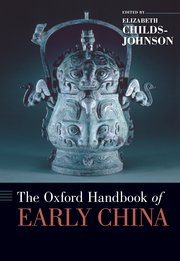 EDITED BY
ELIZABETH
CHILDS-
JOHNSON
The Oxford Handbook of
EARLY CHINA